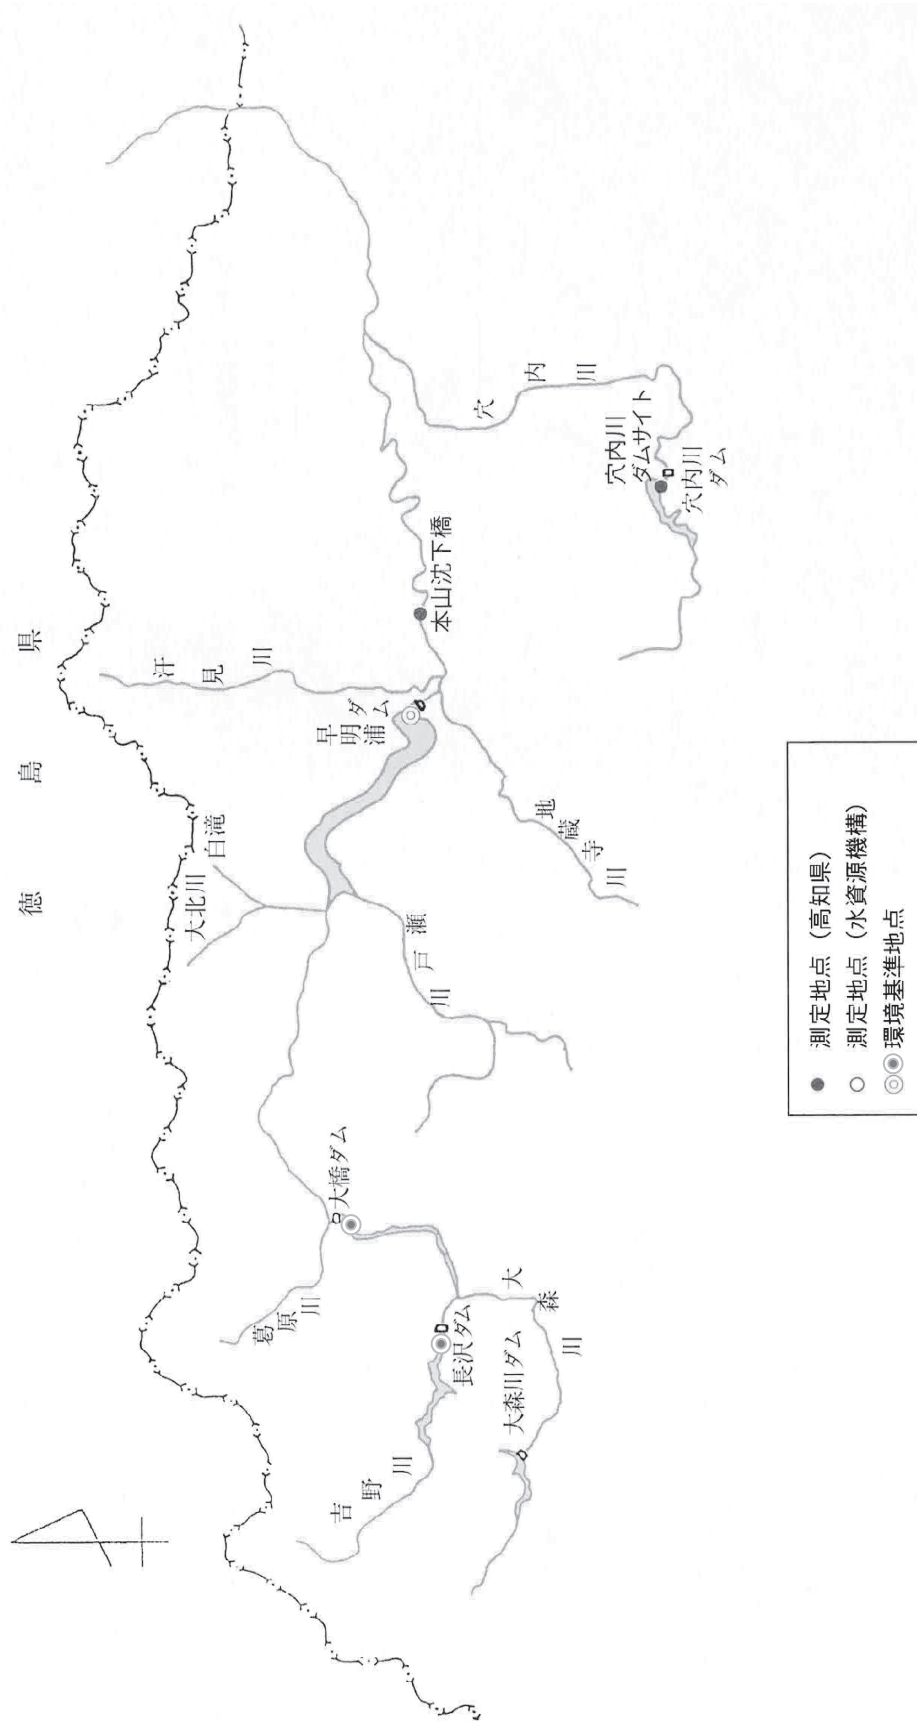 徳島県
大北川
白滝
汗見川
早明浦
ダム
本山沈下橋
穴内川
穴内川
ダムサイト
穴内川
ダム
地蔵寺川
瀬戸川
大橋ダム
葛原川
長沢ダム
大森川
大森川ダム
吉野川
測定地点（高知県）
測定地点（水資源機構）
環境基準地点